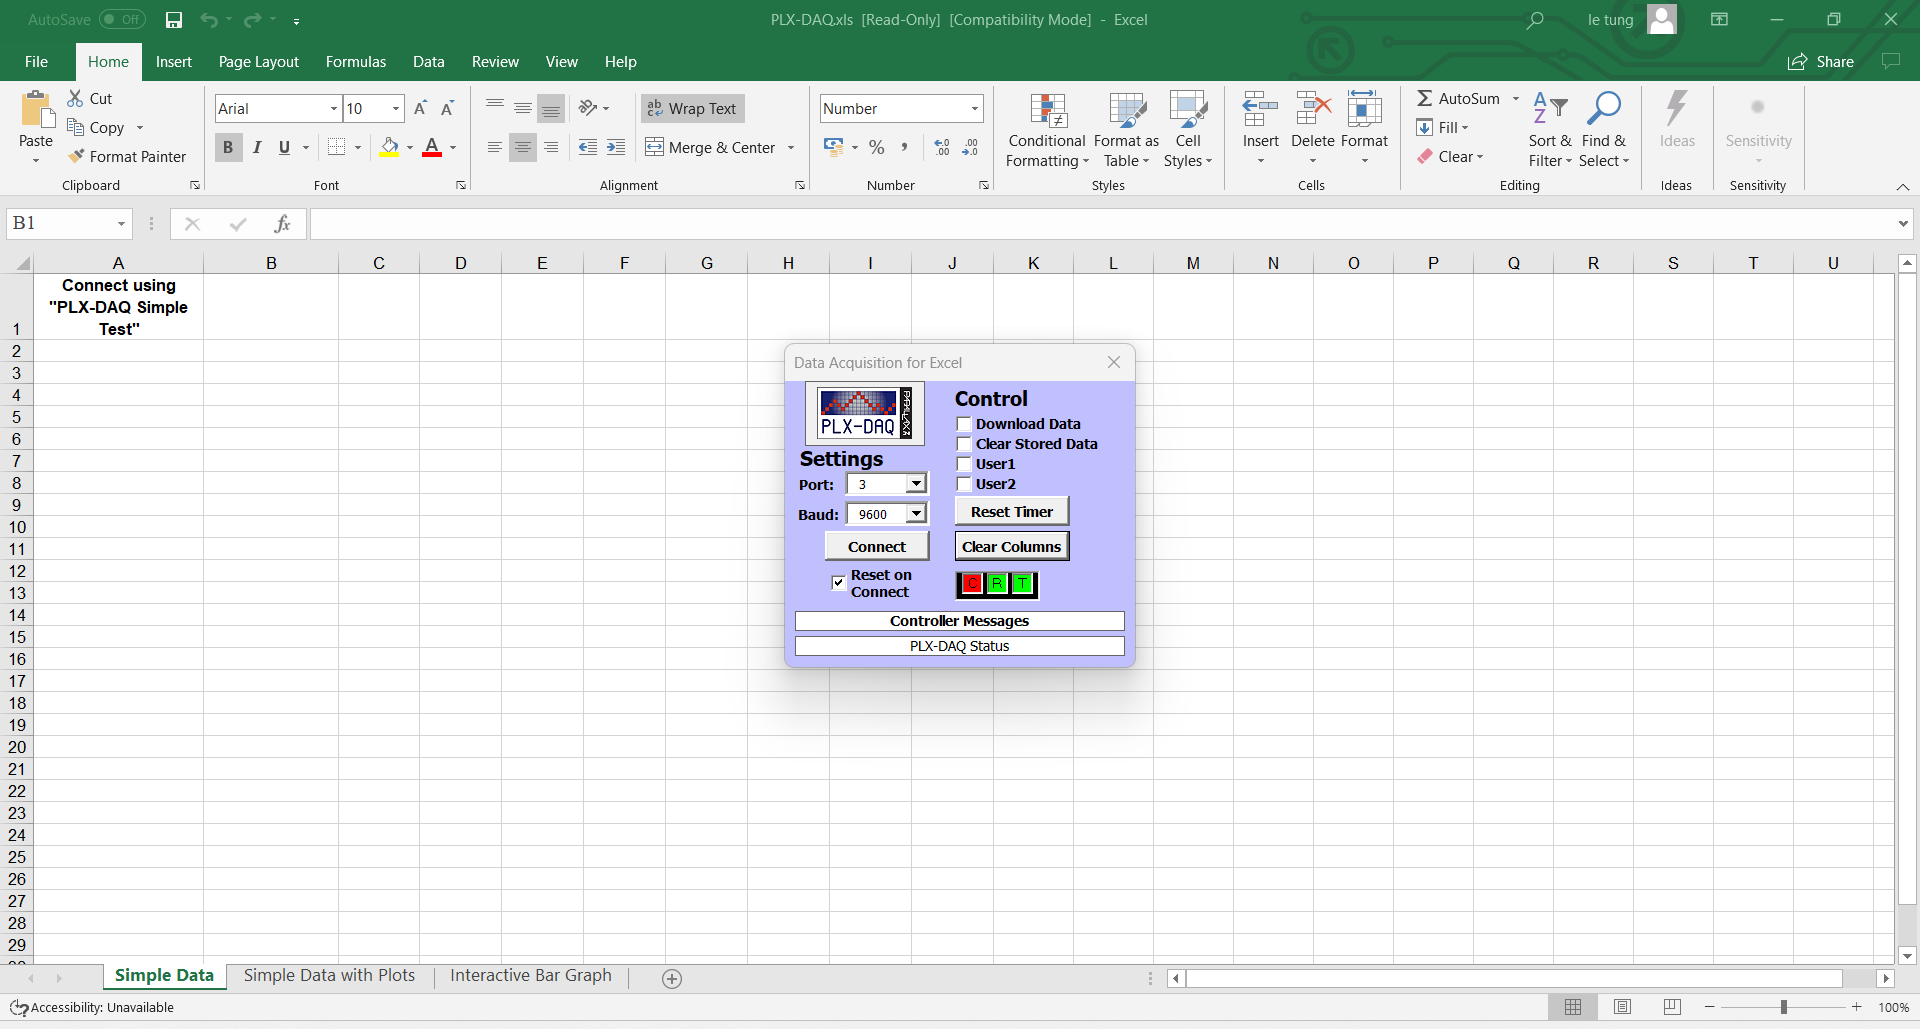 AutoSave Off
PLX-DAQ.xls [Read-Only] [Compatibility Mode] - Excel
le tung
File Home Insert Page Layout Formulas Data Review View Help
Share
Paste
Cut
Copy
Format Painter
Clipboard
Arial 10
B I U
Font
Wrap Text
Merge & Center
Alignment
Number
Number
Conditional Formatting
Format as Table
Cell Styles
Styles
Insert
Delete
Format
Cells
AutoSum
Fill
Clear
Sort & Filter
Find & Select
Editing
Ideas
Ideas
Sensitivity
Sensitivity
B1
fx
A B C D E F G H I J K L M N O P Q R S T U
Connect using
"PLX-DAQ Simple
Test"
1
2
3
4
5
6
7
8
9
10
11
12
13
14
15
16
17
18
19
20
21
22
23
24
25
26
27
28
29
Data Acquisition for Excel
PLX-DAQ
PARALLAX
Settings
Port: 3
Baud: 9600
Connect
Reset on
Connect
Control
Download Data
Clear Stored Data
User1
User2
Reset Timer
Clear Columns
C R T
Controller Messages
PLX-DAQ Status
Simple Data
Simple Data with Plots
Interactive Bar Graph
Accessibility: Unavailable
100%